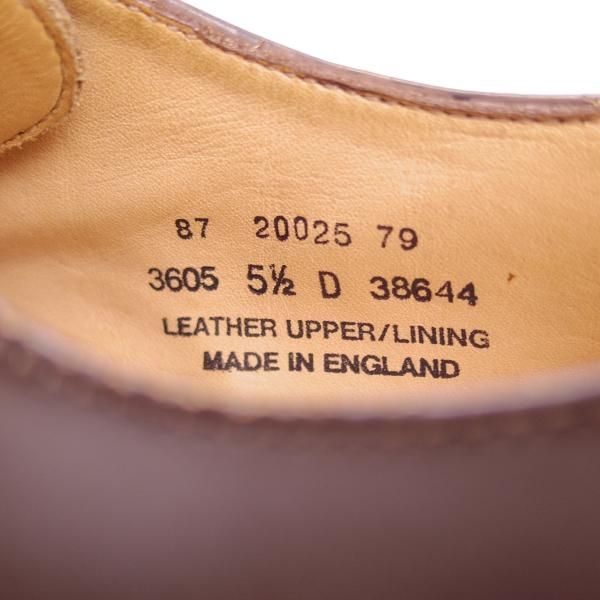 87 20025 79
3605 5½ D 38644
LEATHER UPPER/LINING
MADE IN ENGLAND